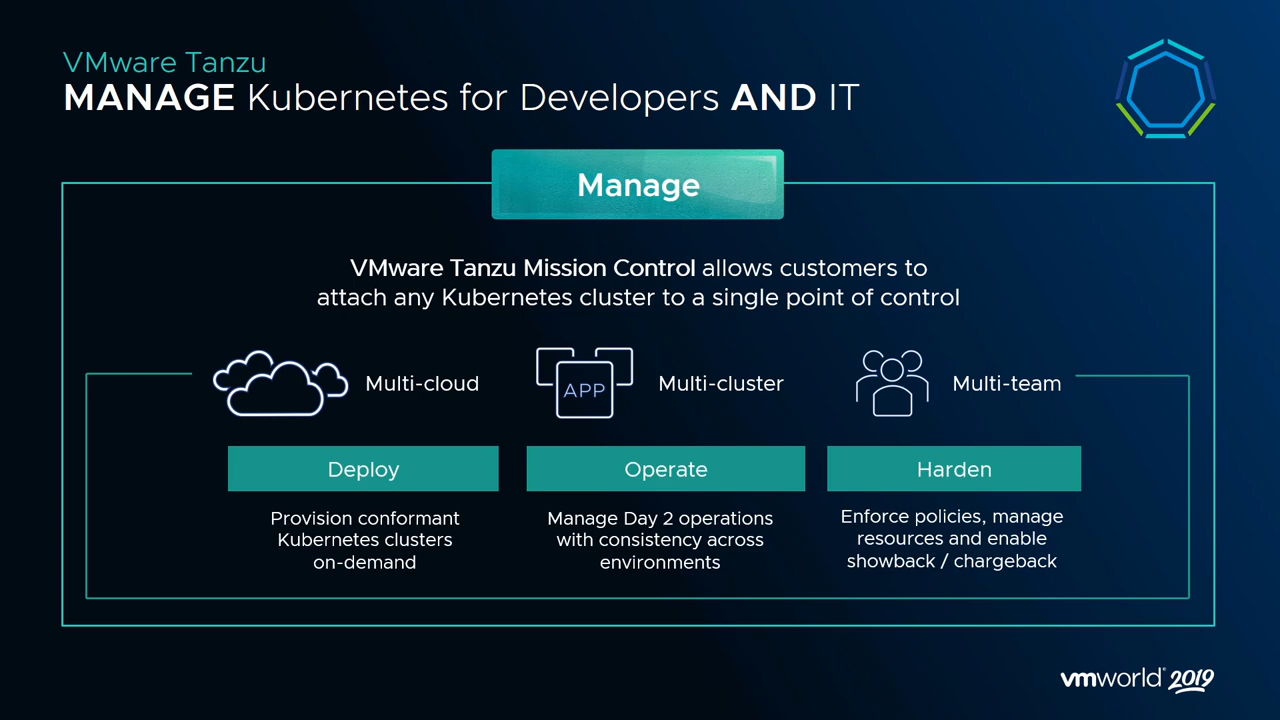 VMware Tanzu
MANAGE Kubernetes for Developers AND IT
Manage
VMware Tanzu Mission Control allows customers to
attach any Kubernetes cluster to a single point of control
Multi-cloud
APP
Multi-cluster
Multi-team
Deploy
Provision conformant
Kubernetes clusters
on-demand
Operate
Manage Day 2 operations
with consistency across
environments
Harden
Enforce policies, manage
resources and enable
showback / chargeback
vmworld® 2019